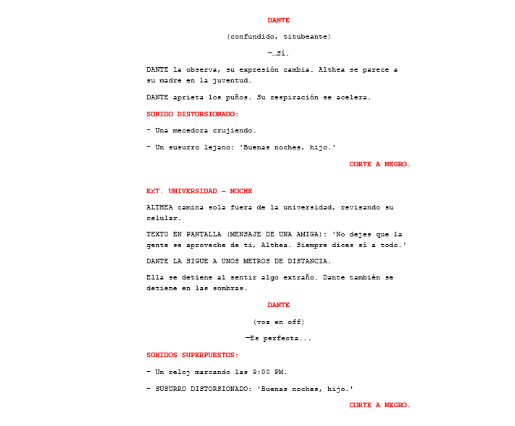 DANTE
(confundido, titubeante)
—…Sí.
DANTE la observa, su expresión cambia. Althea se parece a
su madre en la juventud.
DANTE aprieta los puños. Su respiración se acelera.
SONIDO DISTORSIONADO:
- Una mecedora crujiendo.
- Un susurro lejano: 'Buenas noches, hijo.'
CORTE A NEGRO.
EXT. UNIVERSIDAD - NOCHE
ALTHEA camina sola fuera de la universidad, revisando su
celular.
TEXTO EN PANTALLA (MENSAJE DE UNA AMIGA): 'No dejes que la
gente se aproveche de ti, Althea. Siempre dices sí a todo.'
DANTE LA SIGUE A UNOS METROS DE DISTANCIA.
Ella se detiene al sentir algo extraño. Dante también se
detiene en las sombras.
DANTE
(voz en off)
—Es perfecta...
SONIDOS SUPERPUESTOS:
- Un reloj marcando las 9:00 PM.
- SUSURRO DISTORSIONADO: 'Buenas noches, hijo.'
CORTE A NEGRO.